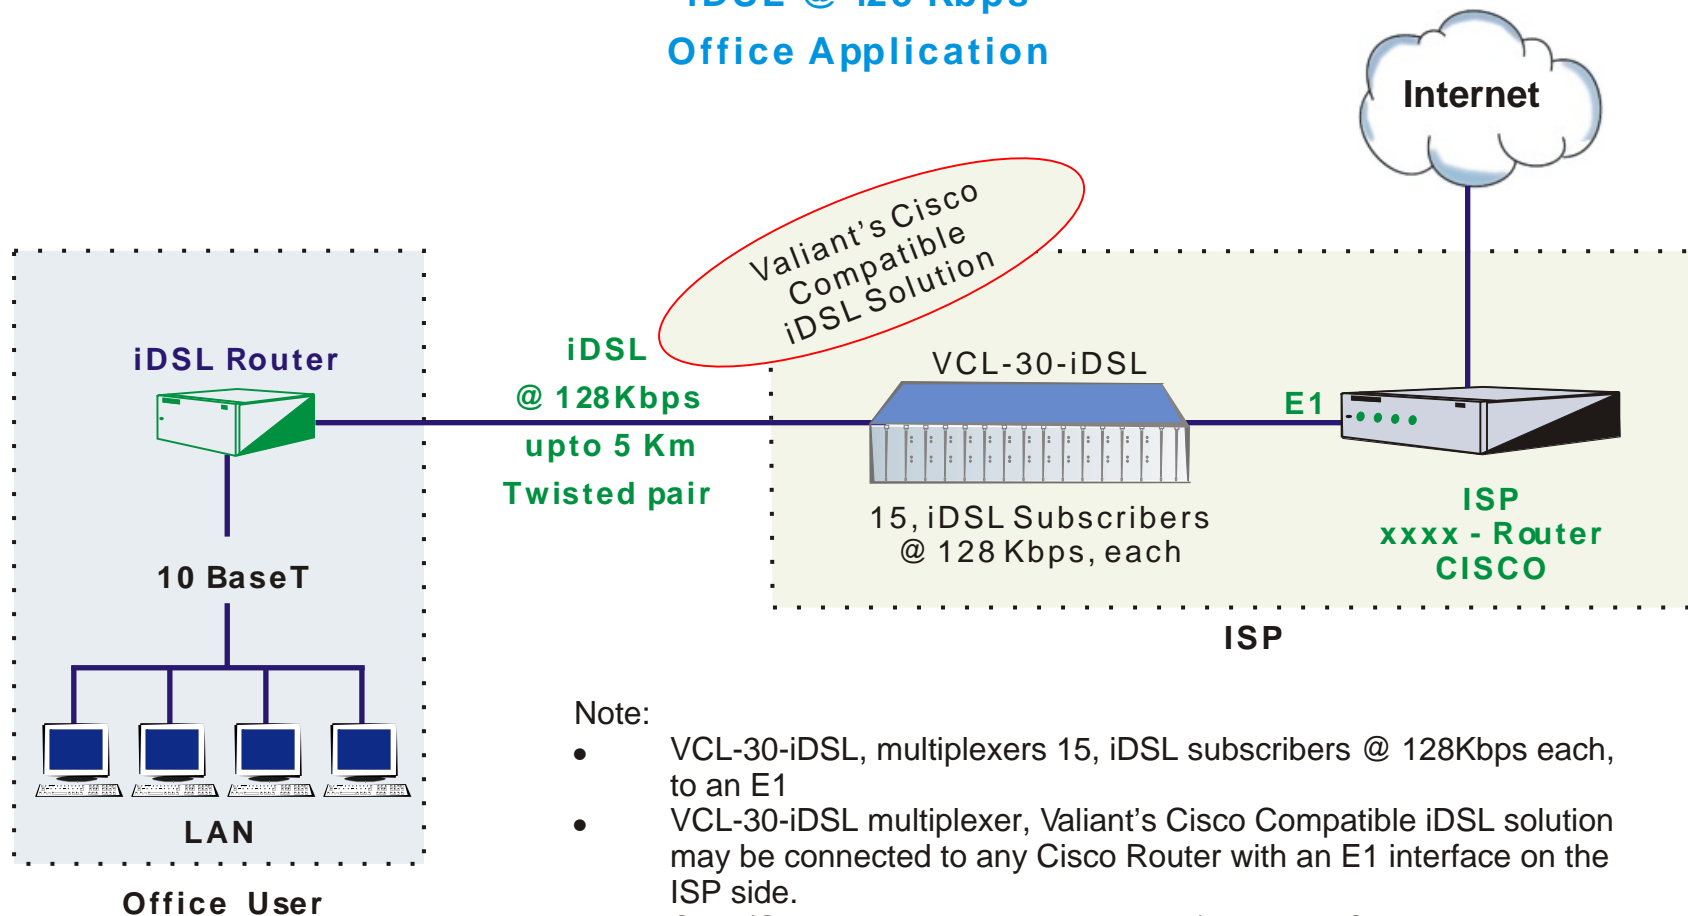 Office Application
Internet
Valiant's Cisco
Compatible
iDSL Solution
iDSL Router
iDSL
@ 128Kbps
upto 5 Km
Twisted pair
VCL-30-iDSL
E1
15, iDSL Subscribers
@ 128 Kbps, each
ISP
xxxx - Router
CISCO
10 BaseT
ISP
LAN
Office User
Note:
• VCL-30-iDSL, multiplexers 15, iDSL subscribers @ 128Kbps each,
to an E1
• VCL-30-iDSL multiplexer, Valiant's Cisco Compatible iDSL solution
may be connected to any Cisco Router with an E1 interface on the
ISP side.